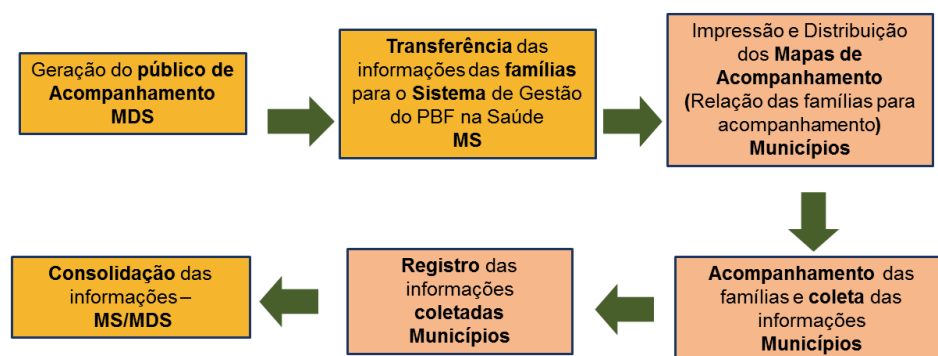 Geração do público de
Acompanhamento
MDS
Transferência das
informações das famílias
para o Sistema de Gestão
do PBF na Saúde
MS
Impressão e Distribuição
dos Mapas de
Acompanhamento
(Relação das famílias para
acompanhamento)
Municípios
Acompanhamento das
famílias e coleta das
informações
Municípios
Registro das
informações
coletadas
Municípios
Consolidação das
informações –
MS/MDS